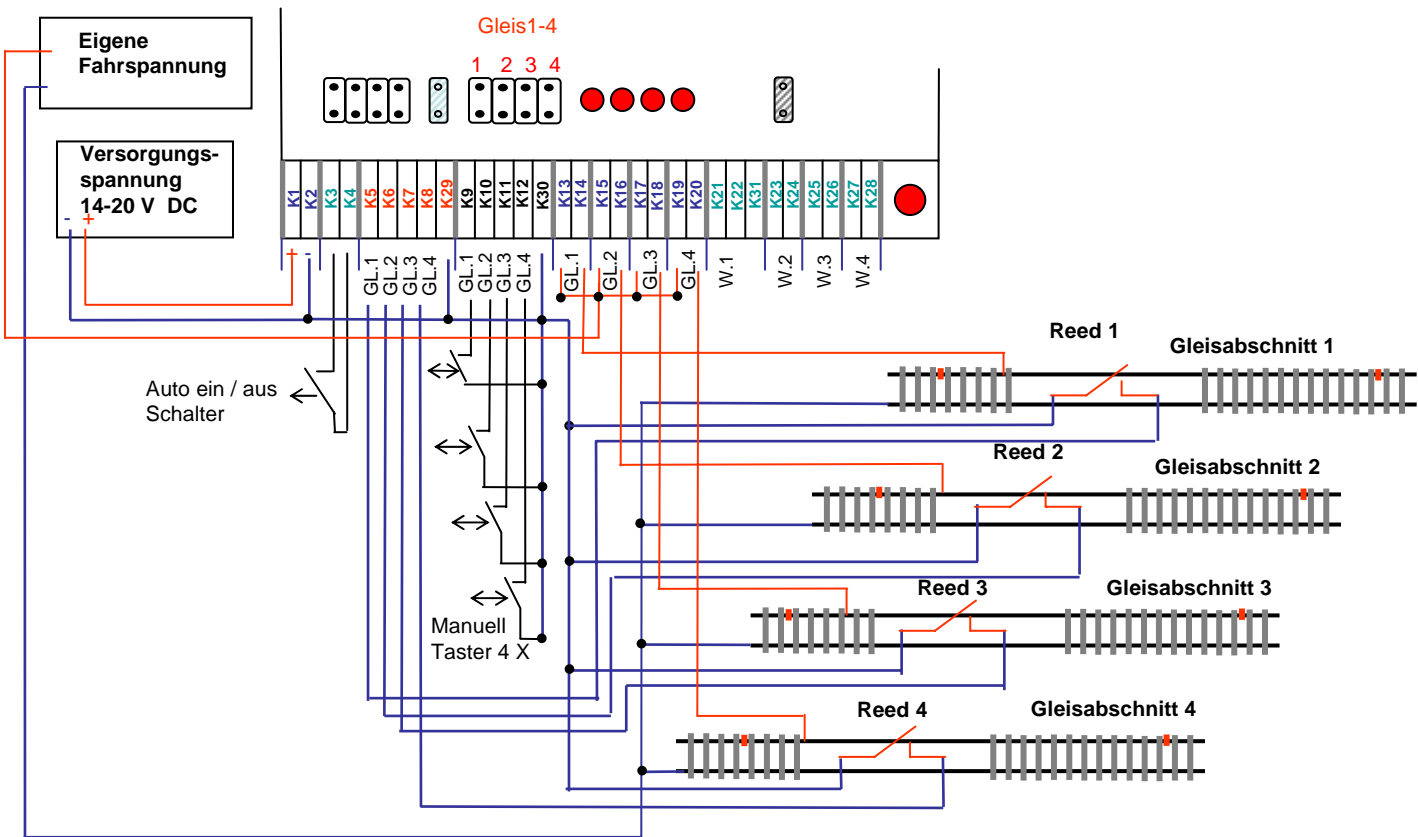 Gleis1-4
1 2 3 4
Eigene
Fahrspannung
Versorgungs-
spannung
14-20 V DC
- +
K1 K2 K3 K4 K5 K6 K7 K8 K29 K9 K10 K11 K12 K30 K13 K14 K15 K16 K17 K18 K19 K20 K21 K22 K31 K23 K24 K25 K26 K27 K28
+ -
GL.1 GL.2 GL.3 GL.4 GL.1 GL.2 GL.3 GL.4 GL.1 GL.2 GL.3 GL.4 W.1 W.2 W.3 W.4
Auto ein / aus
Schalter
Manuell
Taster 4 X
Reed 1
Gleisabschnitt 1
Reed 2
Gleisabschnitt 2
Reed 3
Gleisabschnitt 3
Reed 4
Gleisabschnitt 4